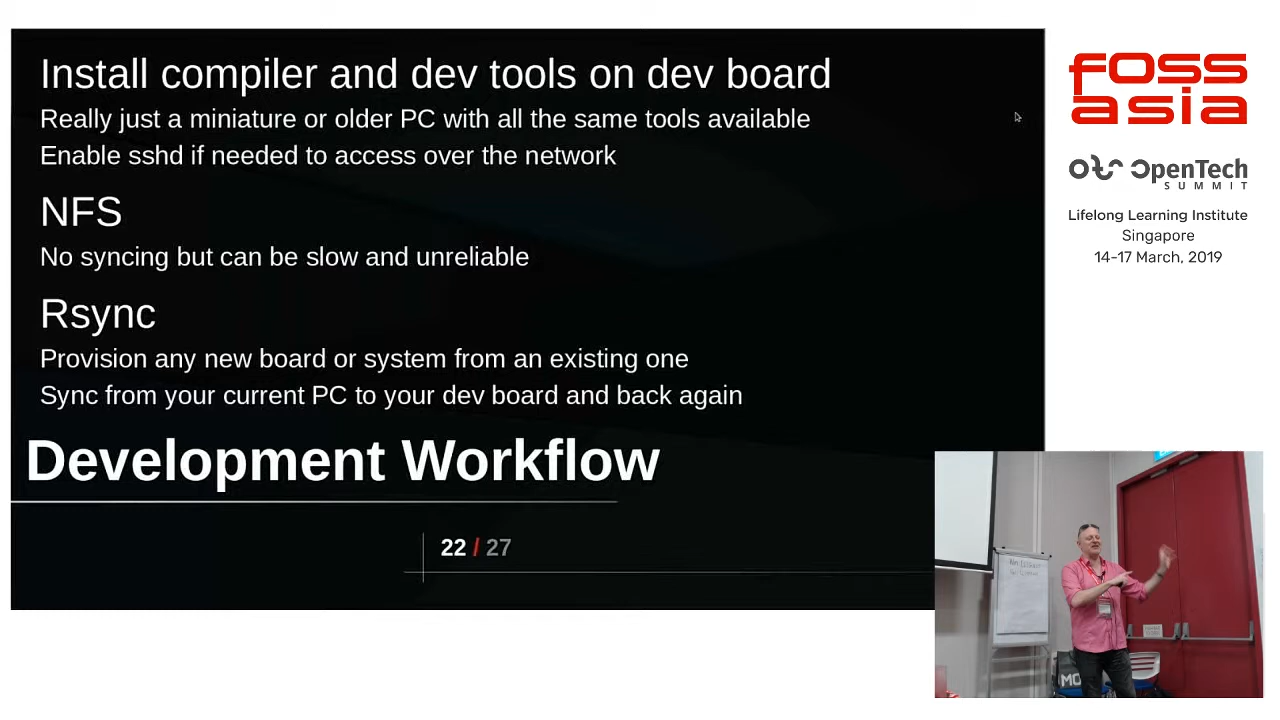 Install compiler and dev tools on dev board
Really just a miniature or older PC with all the same tools available
Enable sshd if needed to access over the network
NFS
No syncing but can be slow and unreliable
Rsync
Provision any new board or system from an existing one
Sync from your current PC to your dev board and back again
Development Workflow
22 / 27
FOSS
asia
OpenTech
SUMMIT
Lifelong Learning Institute
Singapore
14-17 March, 2019
MO